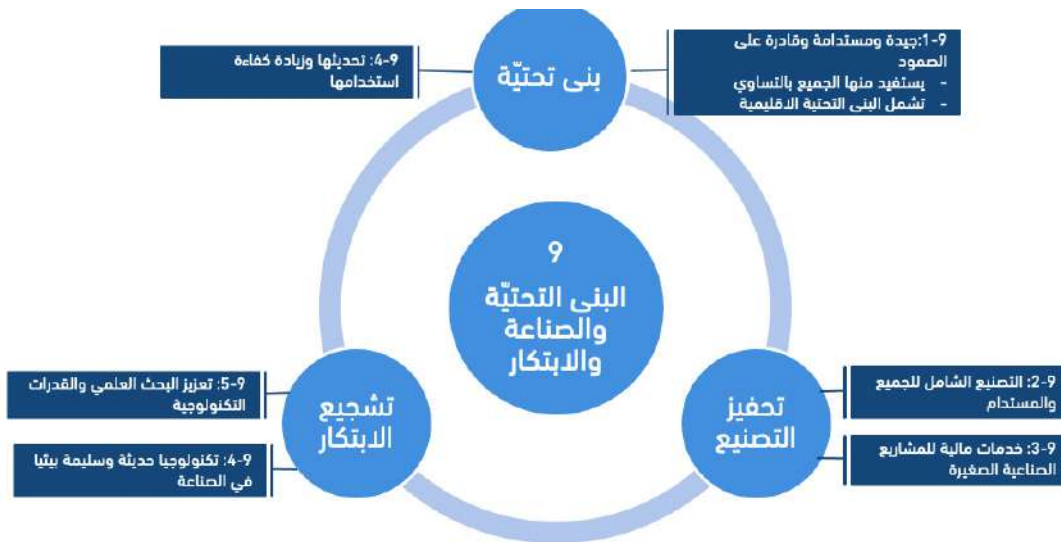 1-9:جيدة ومستدامة وقادرة على
الصمود
- يستفيد منها الجميع بالتساوي
- تشمل البنى التحتية الاقليمية
بنى تحتيّة
4-9: تحديثها وزيادة كفاءة
استخدامها
9
البنى التحتيّة
والصناعة
والابتكار
2-9: التصنيع الشامل للجميع
والمستدام
3-9: خدمات مالية للمشاريع
الصناعية الصغيرة
تحفيز
التصنيع
تشجيع
الابتكار
5-9: تعزيز البحث العلمي والقدرات
التكنولوجية
4-9: تكنولوجيا حديثة وسليمة بيئيا
في الصناعة